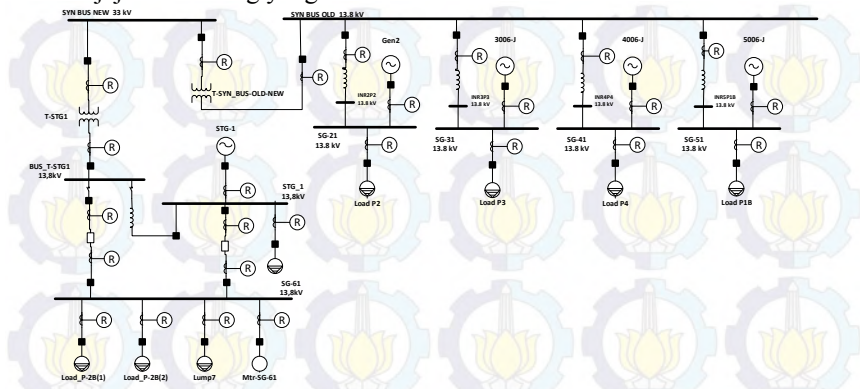 SYN BUS NEW 33 kV
SYN BUS OLD 13.8 kV
R
R
R
R
R
R
R
Gen2
3006-J
4006-J
5006-J
T-STG1
T-SYN_BUS-OLD-NEW
INR2P2
13.8 kV
INR3P3
13.8 kV
INR4P4
13.8 kV
INR5P1B
13.8 kV
R
R
R
R
R
STG-1
SG-21
13.8 kV
SG-31
13.8 kV
SG-41
13.8 kV
SG-51
13.8 kV
R
R
R
R
BUS_T-STG1
13,8kV
R
STG_1
13,8kV
Load P2
Load P3
Load P4
Load P1B
R
R
R
R
R
SG-61
13,8kV
R
R
R
R
Load_P-2B(1)
Load_P-2B(2)
Lump7
Mtr-SG-61